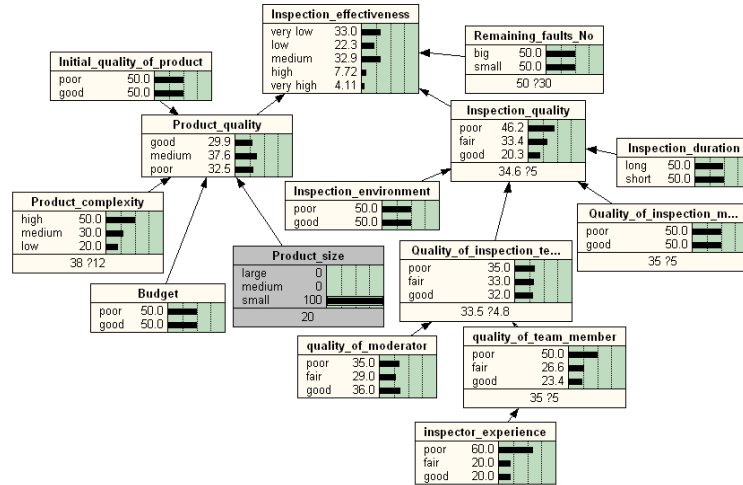 Inspection_effectiveness
very low 33.0
low 22.3
medium 32.9
high 7.72
very high 4.11
Remaining_faults_No
big 50.0
small 50.0
50 ?30
Initial_quality_of_product
poor 50.0
good 50.0
Product_quality
good 29.9
medium 37.6
poor 32.5
Inspection_quality
poor 46.2
fair 33.4
good 20.3
34.6 ?5
Inspection_duration
long 50.0
short 50.0
Inspection_environment
poor 50.0
good 50.0
Product_complexity
high 50.0
medium 30.0
low 20.0
38 ?12
Quality_of_inspection_m...
poor 50.0
good 50.0
35 ?5
Product_size
large 0
medium 0
small 100
20
Quality_of_inspection_te...
poor 35.0
fair 33.0
good 32.0
33.5 ?4.8
Budget
poor 50.0
good 50.0
quality_of_moderator
poor 35.0
fair 29.0
good 36.0
quality_of_team_member
poor 50.0
fair 26.6
good 23.4
35 ?5
inspector_experience
poor 60.0
fair 20.0
good 20.0